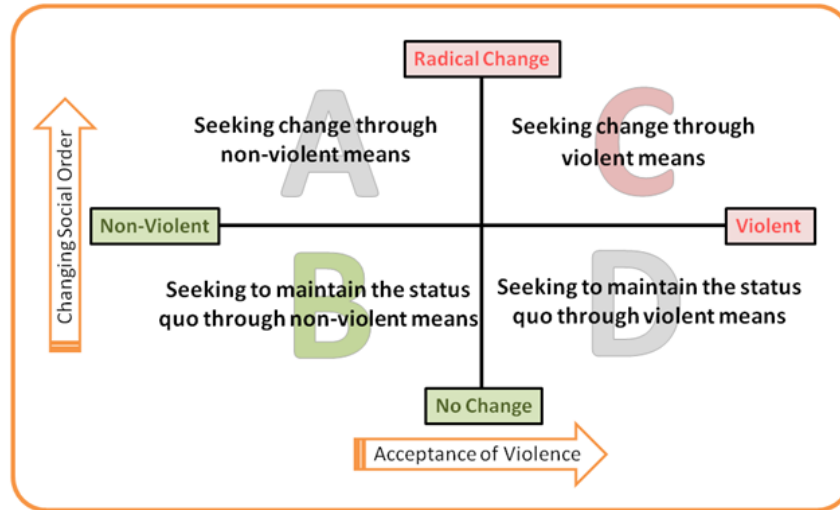 Radical Change
A
Seeking change through
non-violent means
C
Seeking change through
violent means
Changing Social Order
Non-Violent
Violent
B
Seeking to maintain the status
quo through non-violent means
D
Seeking to maintain the status
quo through violent means
No Change
Acceptance of Violence